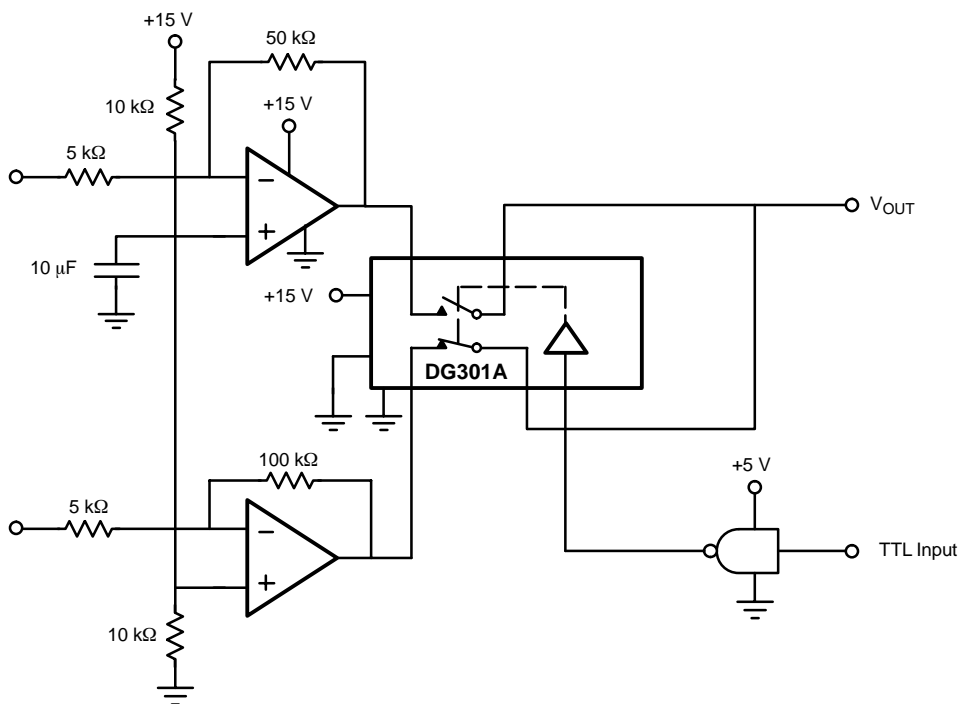 +15 V
50 kΩ
10 kΩ
+15 V
5 kΩ
−
+
V_OUT
10 µF
+15 V
DG301A
100 kΩ
+5 V
5 kΩ
−
+
TTL Input
10 kΩ